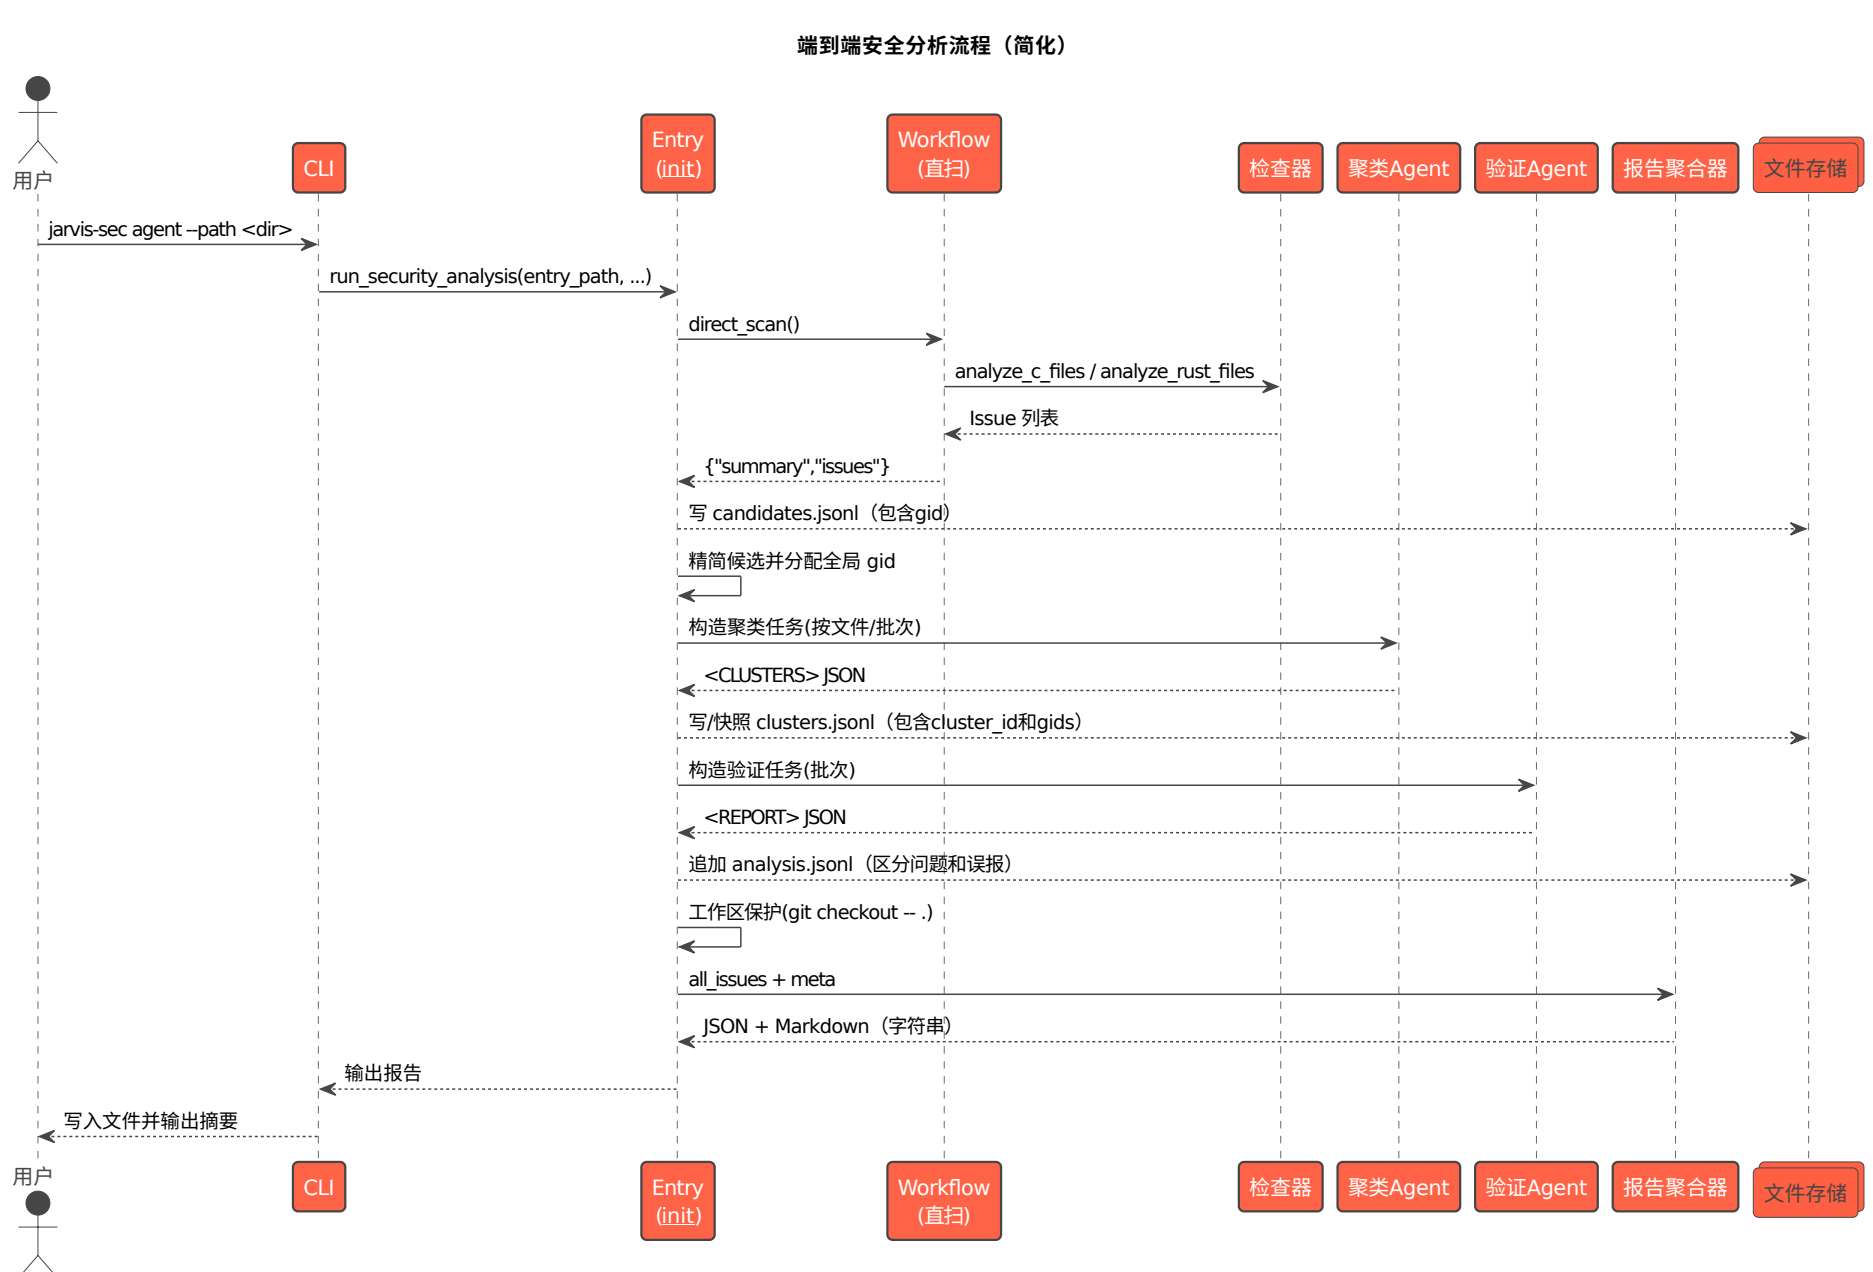 端到端安全分析流程（简化）
用户
CLI
Entry
(init)
Workflow
(直扫)
检查器
聚类Agent
验证Agent
报告聚合器
文件存储
jarvis-sec agent --path <dir>
run_security_analysis(entry_path, ...)
direct_scan()
analyze_c_files / analyze_rust_files
Issue 列表
{"summary","issues"}
写 candidates.jsonl（包含gid）
精简候选并分配全局 gid
构造聚类任务(按文件/批次)
<CLUSTERS> JSON
写/快照 clusters.jsonl（包含cluster_id和gids）
构造验证任务(批次)
<REPORT> JSON
追加 analysis.jsonl（区分问题和误报）
工作区保护(git checkout -- .)
all_issues + meta
JSON + Markdown（字符串）
输出报告
写入文件并输出摘要
用户
CLI
Entry
(init)
Workflow
(直扫)
检查器
聚类Agent
验证Agent
报告聚合器
文件存储